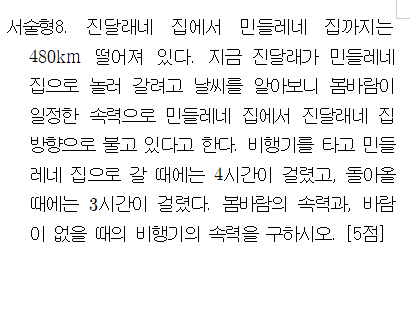 서술형8. 진달래네 집에서 민들레네 집까지는
480km 떨어져 있다. 지금 진달래가 민들레네
집으로 놀러 갈려고 날씨를 알아보니 봄바람이
일정한 속력으로 민들레네 집에서 진달래네 집
방향으로 불고 있다고 한다. 비행기를 타고 민들
레네 집으로 갈 때에는 4시간이 걸렸고, 돌아올
때에는 3시간이 걸렸다. 봄바람의 속력과, 바람
이 없을 때의 비행기의 속력을 구하시오. [5점]